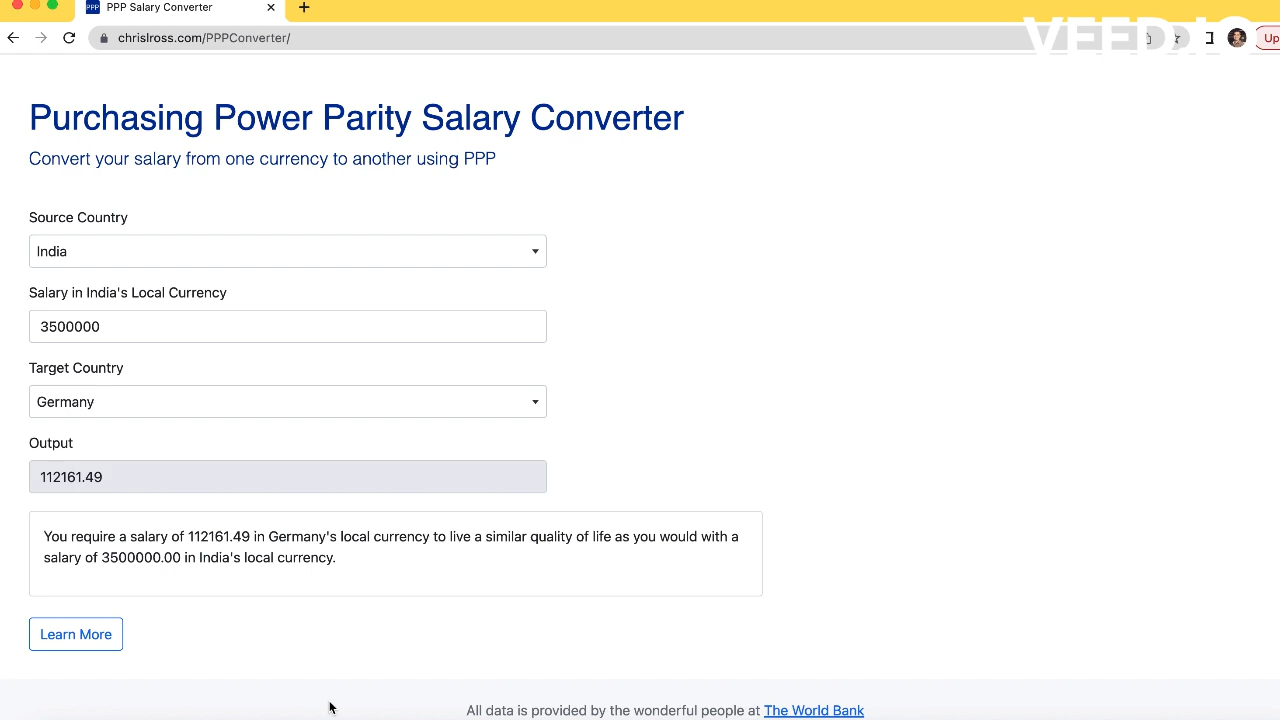 PPP PPP Salary Converter
chrislross.com/PPPConverter/
VEED.IO
Up
Purchasing Power Parity Salary Converter
Convert your salary from one currency to another using PPP
Source Country
India
Salary in India's Local Currency
3500000
Target Country
Germany
Output
112161.49
You require a salary of 112161.49 in Germany's local currency to live a similar quality of life as you would with a
salary of 3500000.00 in India's local currency.
Learn More
All data is provided by the wonderful people at The World Bank